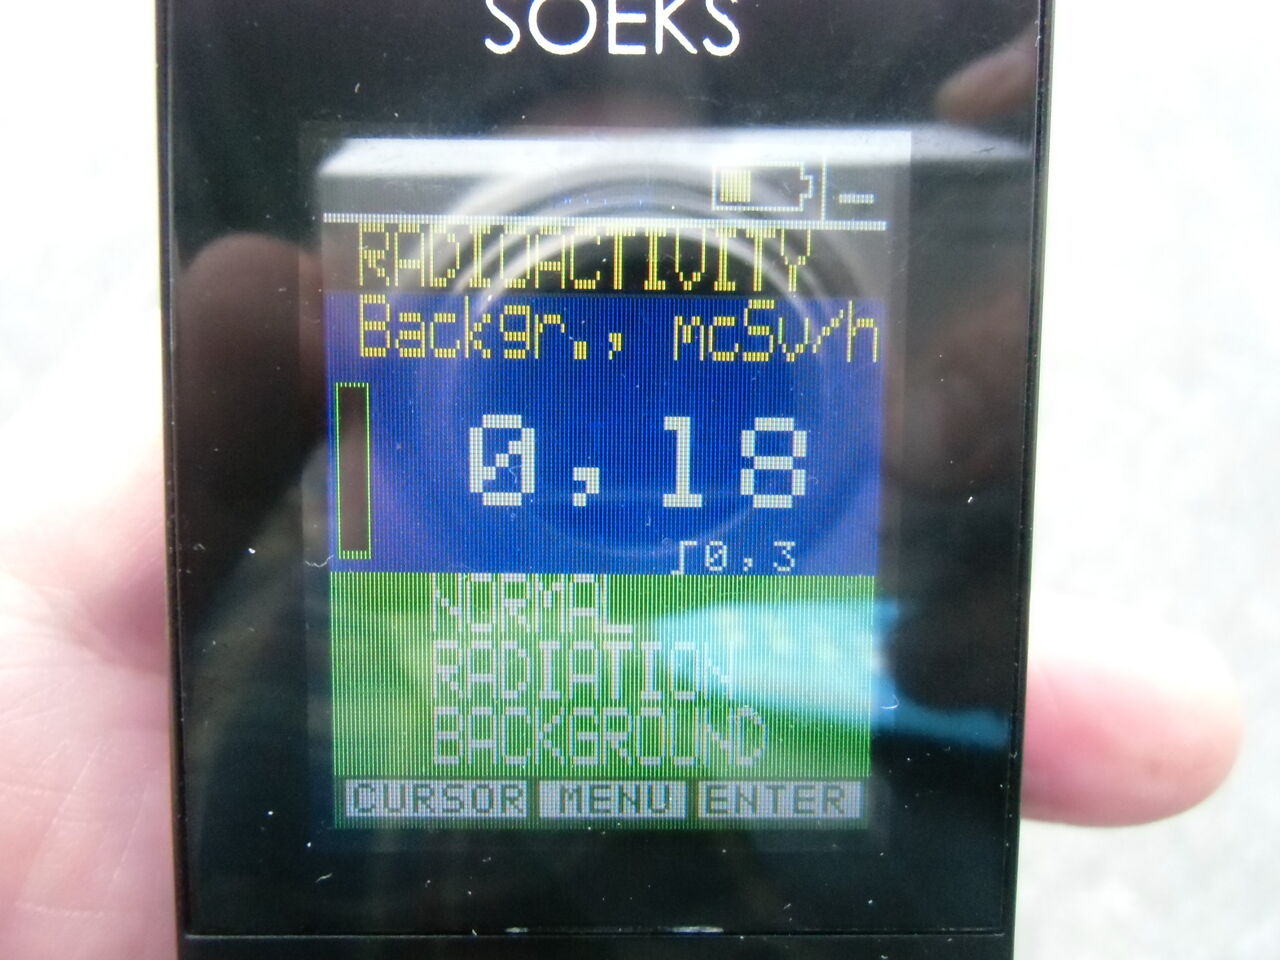 SOEKS
RADIOACTIVITY
Backgr., mcSv/h
0,18
∫0,3
NORMAL
RADIATION
BACKGROUND
CURSOR MENU ENTER